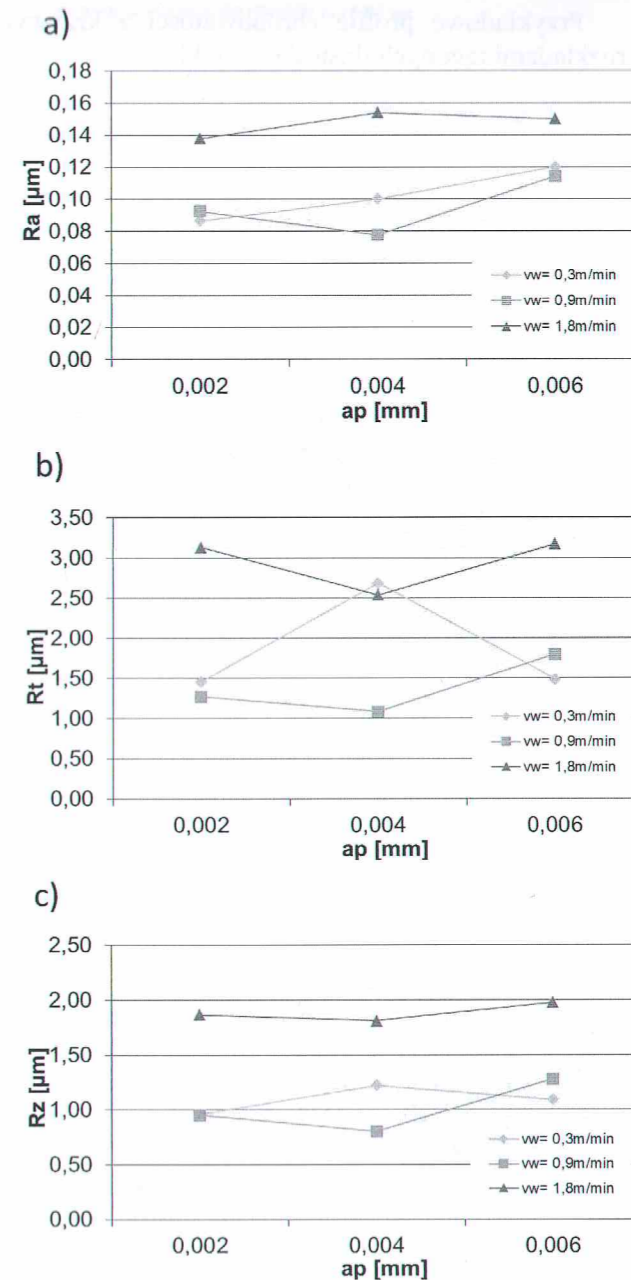 a)
0,18
0,16
0,14
0,12
0,10
0,08
0,06
0,04
0,02
0,00
Ra [µm]
vw= 0,3m/min
vw= 0,9m/min
vw= 1,8m/min
0,002 0,004 0,006
ap [mm]
b)
3,50
3,00
2,50
2,00
1,50
1,00
0,50
0,00
Rt [µm]
vw= 0,3m/min
vw= 0,9m/min
vw= 1,8m/min
0,002 0,004 0,006
ap [mm]
c)
2,50
2,00
1,50
1,00
0,50
0,00
Rz [µm]
vw= 0,3m/min
vw= 0,9m/min
vw= 1,8m/min
0,002 0,004 0,006
ap [mm]